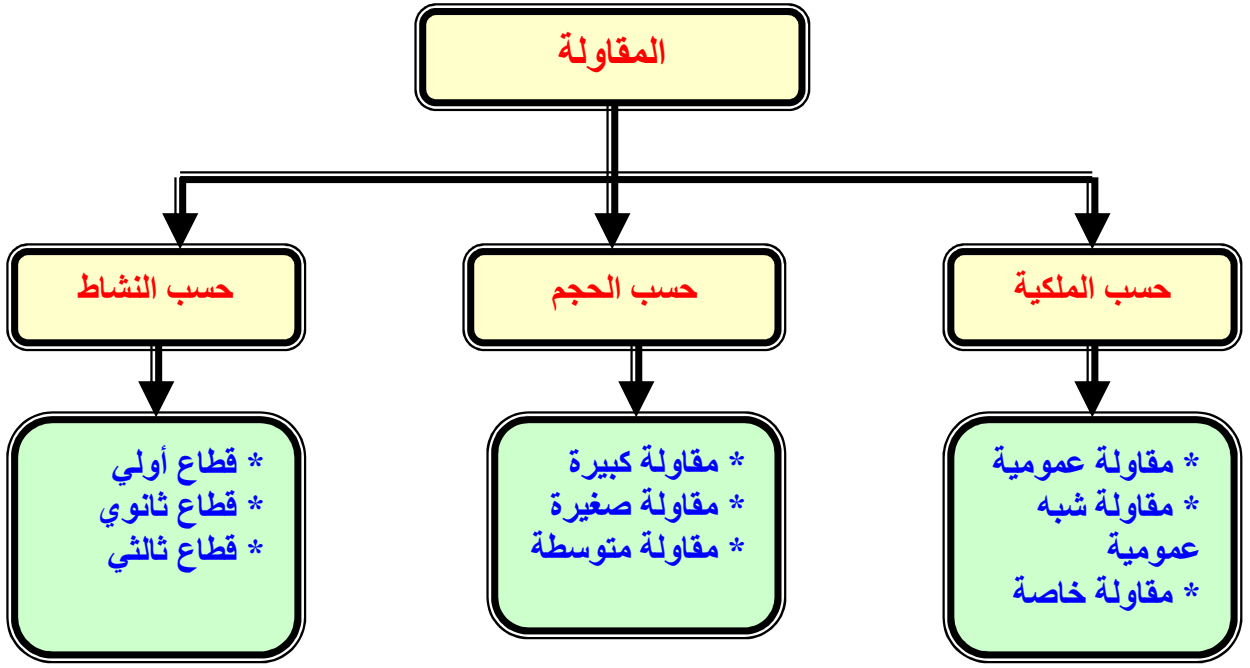 المقاولة
حسب الملكية
حسب الحجم
حسب النشاط
* مقاولة عمومية
* مقاولة شبه
عمومية
* مقاولة خاصة
* مقاولة كبيرة
* مقاولة صغيرة
* مقاولة متوسطة
* قطاع أولي
* قطاع ثانوي
* قطاع ثالثي